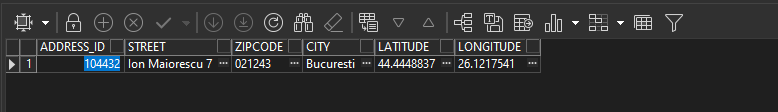 ADDRESS_ID STREET ZIPCODE CITY LATITUDE LONGITUDE
1 104432 Ion Maiorescu 7 ... 021243 ... Bucuresti ... 44.4448837 ... 26.1217541 ...